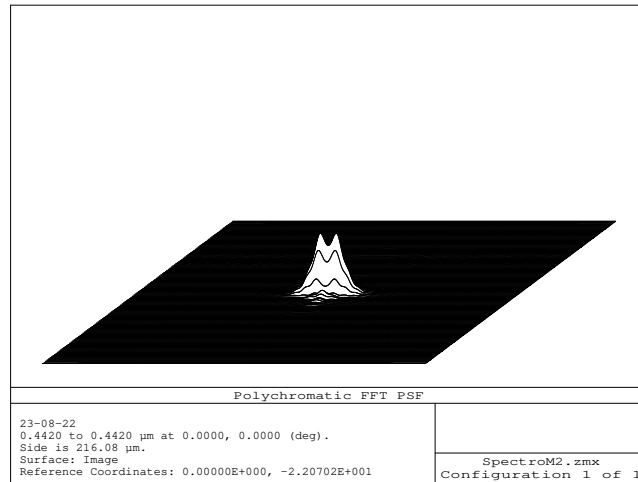 Polychromatic FFT PSF
23-08-22
0.4420 to 0.4420 µm at 0.0000, 0.0000 (deg).
Side is 216.08 µm.
Surface: Image
Reference Coordinates: 0.00000E+000, -2.20702E+001
SpectroM2.zmx
Configuration 1 of 1